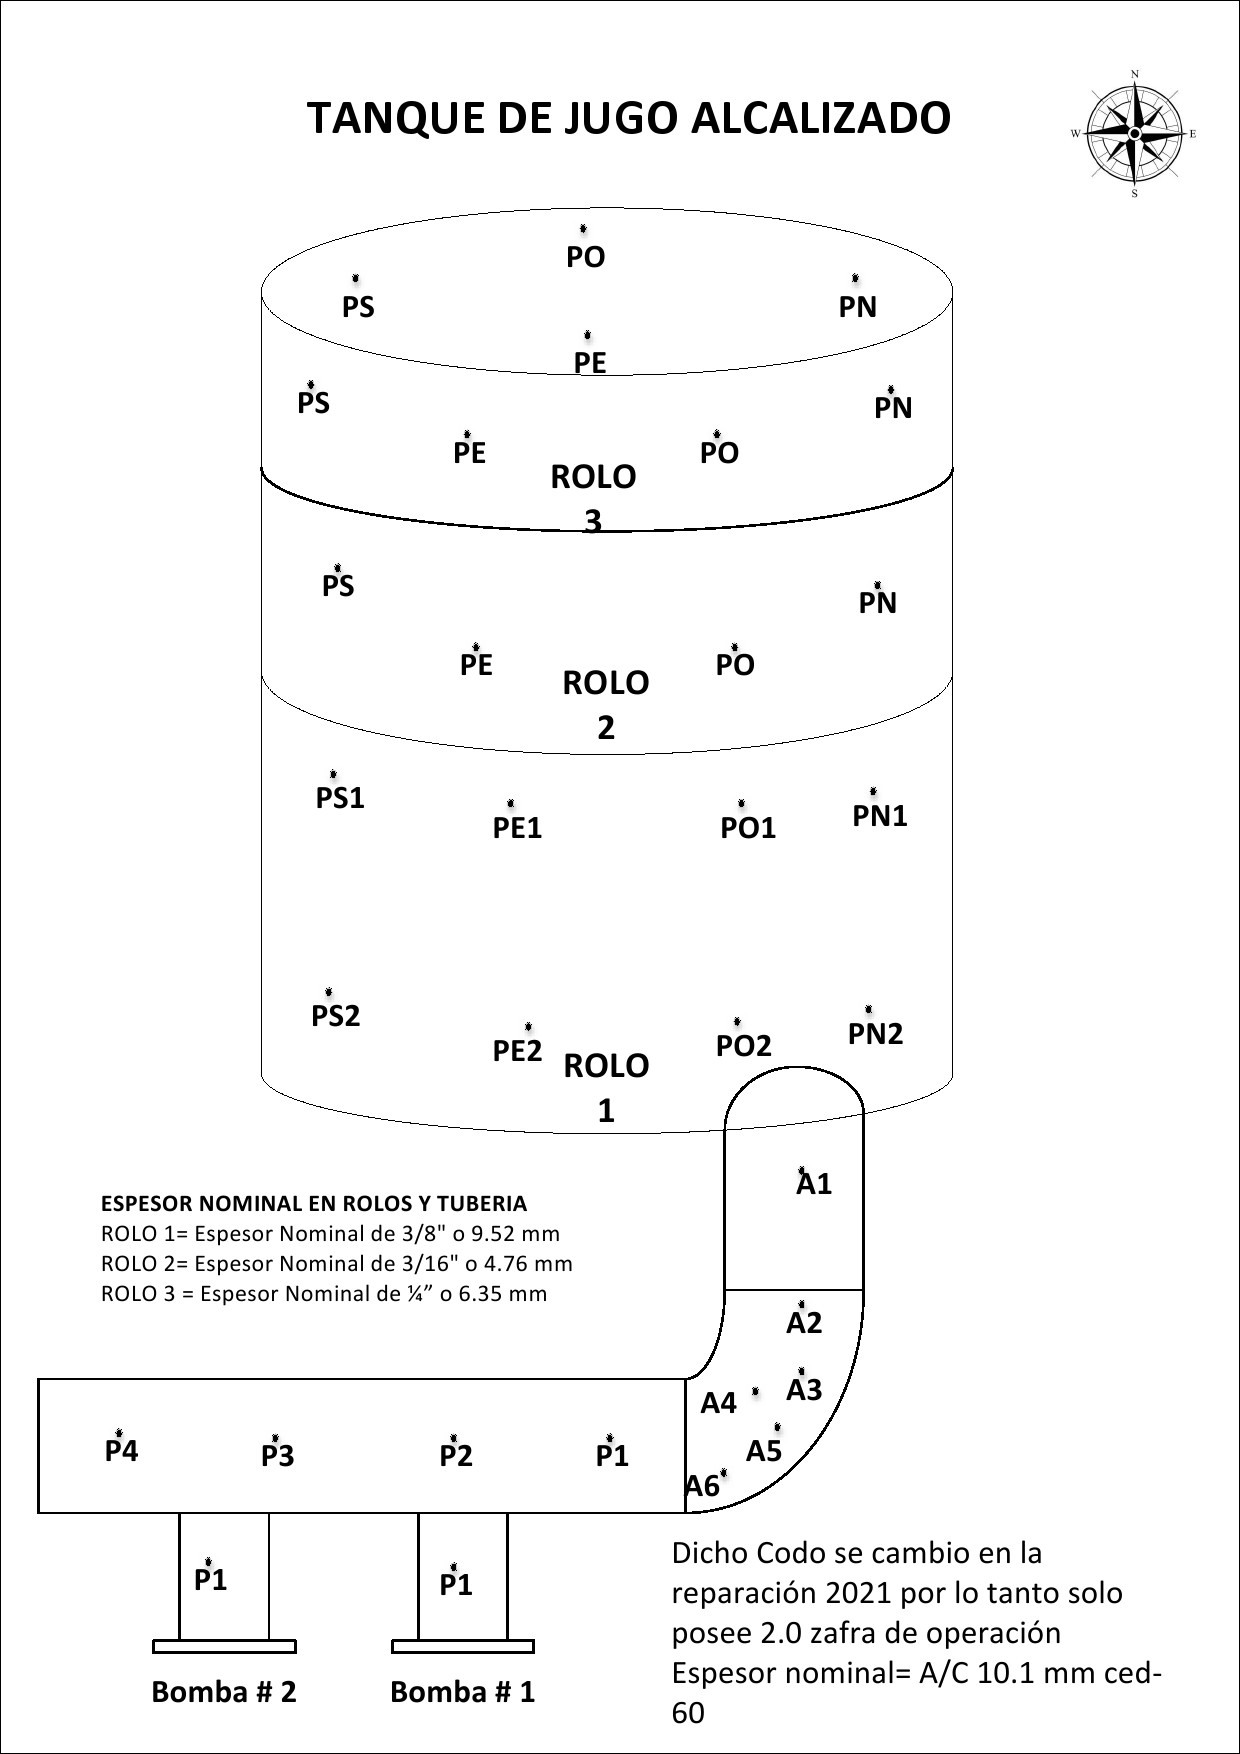 TANQUE DE JUGO ALCALIZADO
N
W
E
S
PO
PS
PN
PE
PS
PN
PE
PO
ROLO
3
PS
PN
PE
PO
ROLO
2
PS1
PE1
PO1
PN1
PS2
PE2
PO2
PN2
ROLO
1
A1
ESPESOR NOMINAL EN ROLOS Y TUBERIA
ROLO 1= Espesor Nominal de 3/8" o 9.52 mm
ROLO 2= Espesor Nominal de 3/16" o 4.76 mm
ROLO 3 = Espesor Nominal de ¼” o 6.35 mm
A2
A3
A4
A5
A6
P4
P3
P2
P1
P1
P1
Bomba # 2
Bomba # 1
Dicho Codo se cambio en la
reparación 2021 por lo tanto solo
posee 2.0 zafra de operación
Espesor nominal= A/C 10.1 mm ced-
60